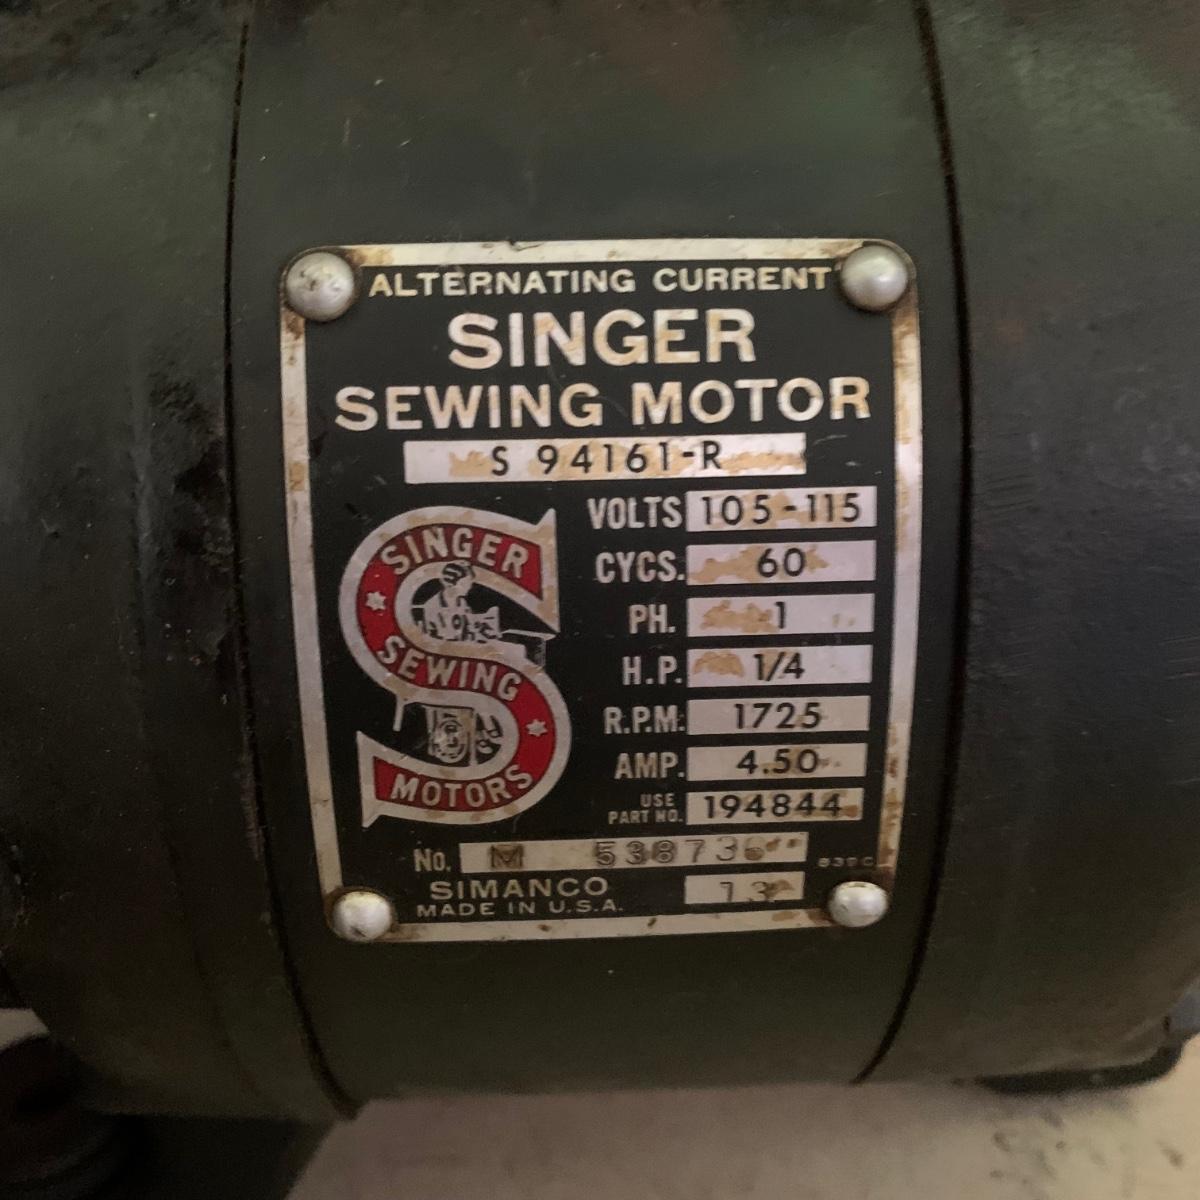 ALTERNATING CURRENT
SINGER
SEWING MOTOR
S 94161-R
VOLTS 105-115
CYCS. 60
PH. 1
H.P. 1/4
R.P.M. 1725
AMP. 4.50
USE PART NO. 194844
SINGER
SEWING
MOTORS
No. M
SIMANCO
MADE IN U.S.A.